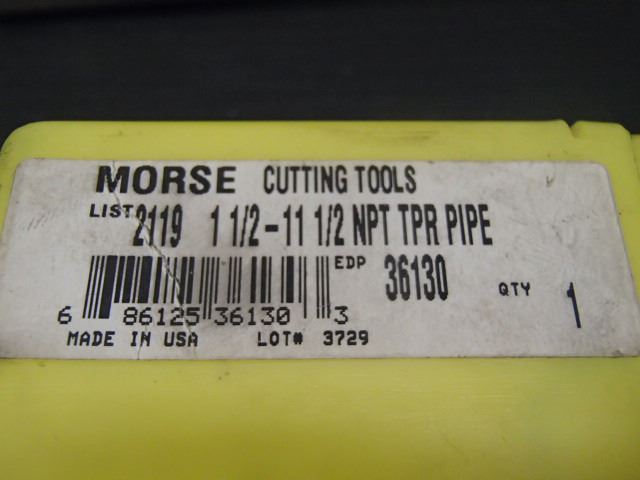 MORSE CUTTING TOOLS
LIST 2119 1 1/2-11 1/2 NPT TPR PIPE
EDP 36130 QTY 1
6 86125 36130 3
MADE IN USA LOT# 3729